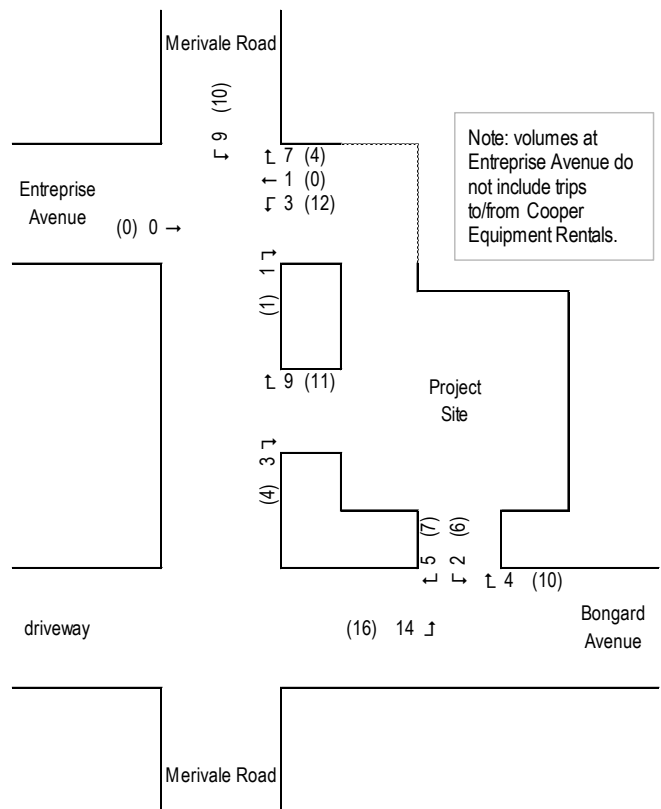 Merivale Road
9 (10)
Note: volumes at
Entreprise Avenue do
not include trips
to/from Cooper
Equipment Rentals.
7 (4)
1 (0)
3 (12)
Entreprise
Avenue
(0) 0 →
1
(1)
9 (11)
Project
Site
3
(4)
5 (7)
2 (6)
4 (10)
driveway
(16) 14
Bongard
Avenue
Merivale Road